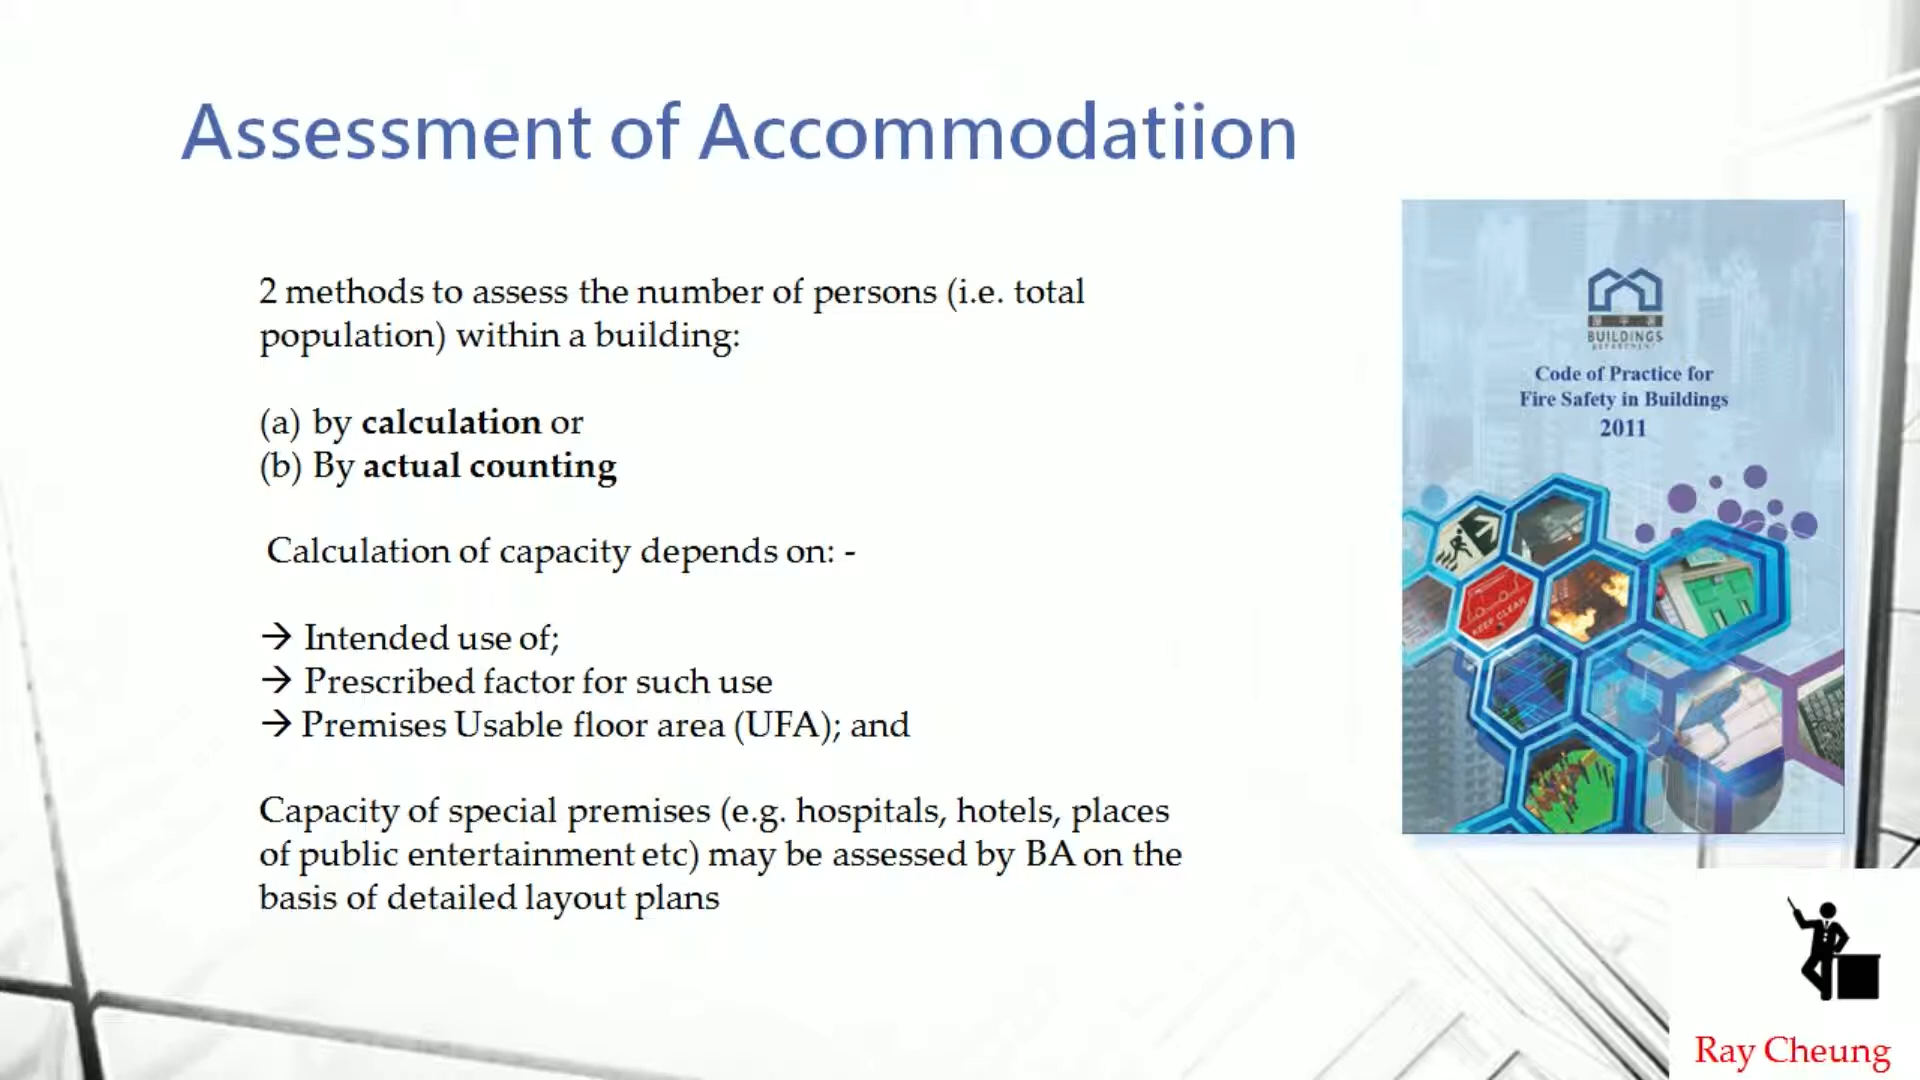 Assessment of Accommodatiion
2 methods to assess the number of persons (i.e. total
population) within a building:
(a) by calculation or
(b) By actual counting
Calculation of capacity depends on: -
→ Intended use of;
→ Prescribed factor for such use
→ Premises Usable floor area (UFA); and
Capacity of special premises (e.g. hospitals, hotels, places
of public entertainment etc) may be assessed by BA on the
basis of detailed layout plans
BUILDINGS
DEPARTMENT
Code of Practice for
Fire Safety in Buildings
2011
KEEP CLEAR
Ray Cheung